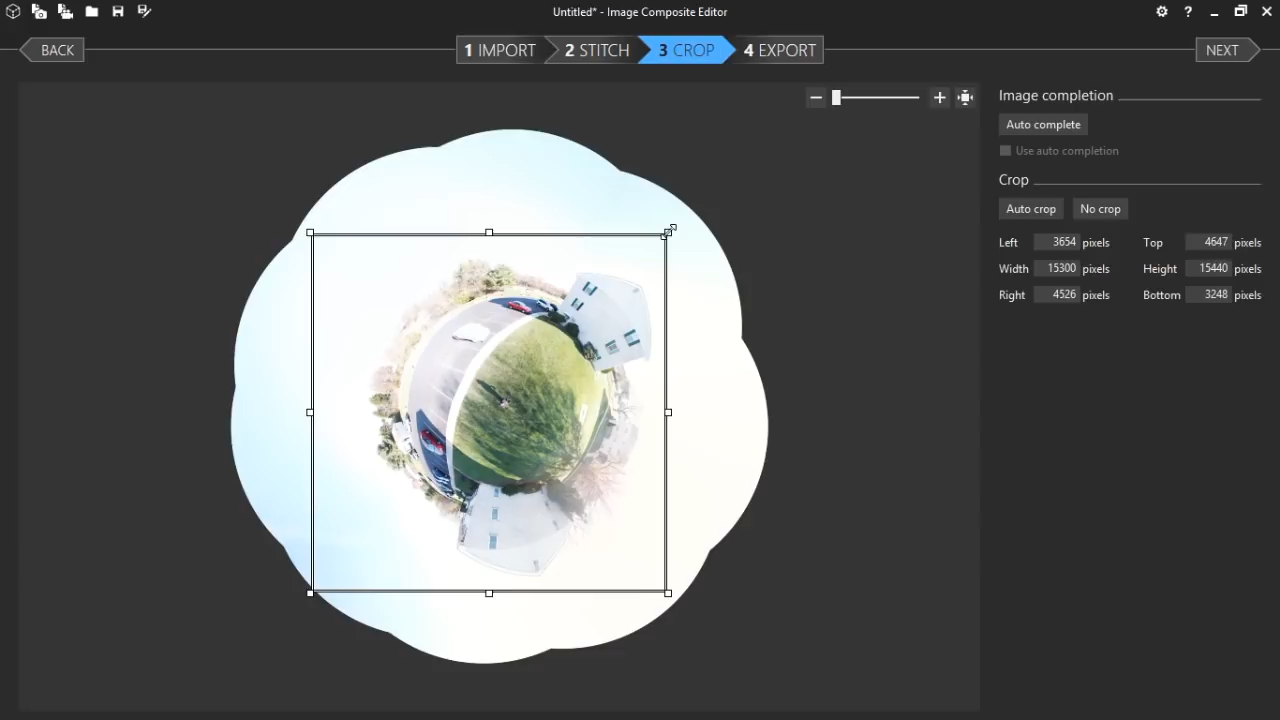 Untitled* - Image Composite Editor
?
BACK
1 IMPORT
2 STITCH
3 CROP
4 EXPORT
NEXT
Image completion
Auto complete
Use auto completion
Crop
Auto crop No crop
Left 3654 pixels Top 4647 pixels
Width 15300 pixels Height 15440 pixels
Right 4526 pixels Bottom 3248 pixels